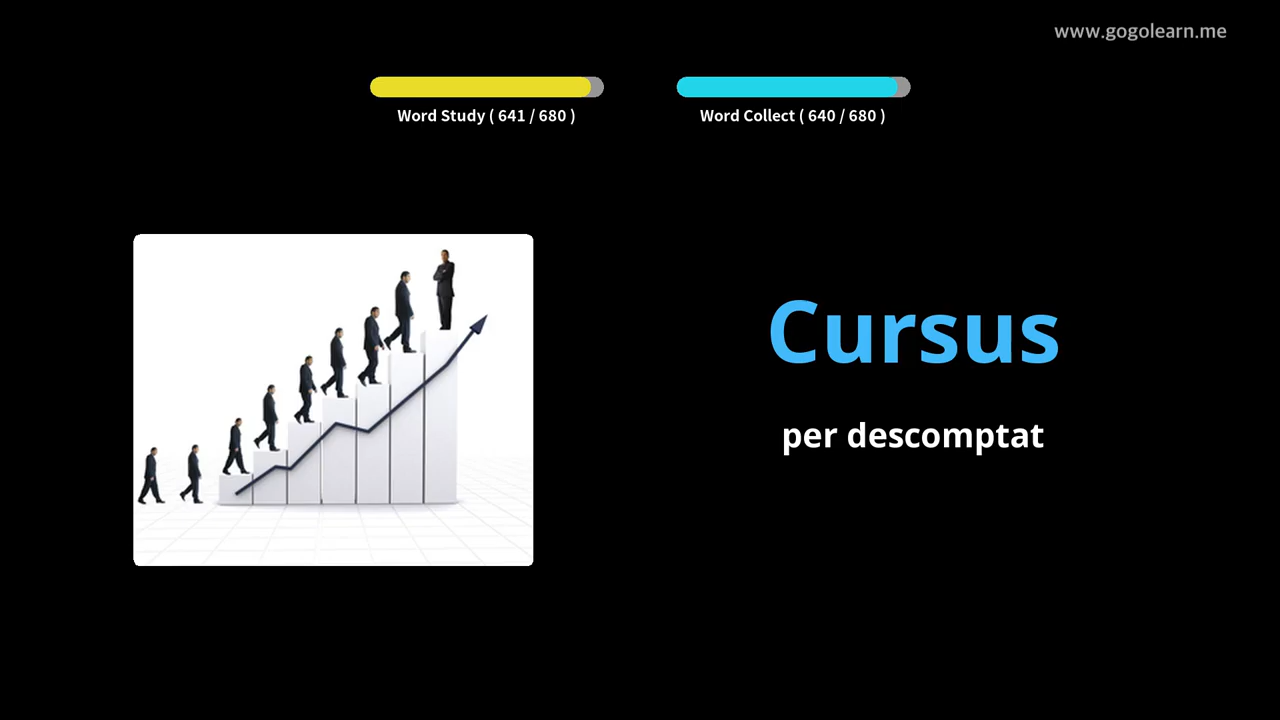 www.gogolearn.me
Word Study ( 641 / 680 )
Word Collect ( 640 / 680 )
Cursus
per descomptat